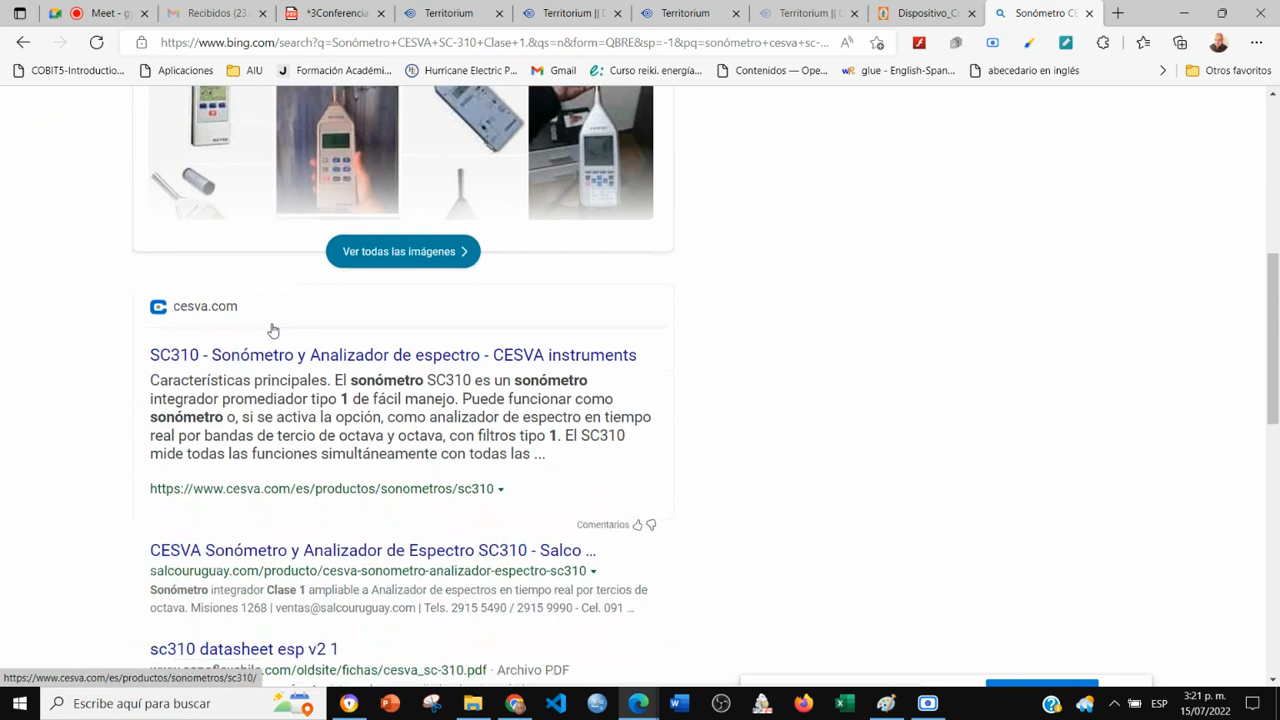 Meet - g
Recibidos (23.
*3Conferencia
Territorium
Territorium || D
Territorium
Territorium || D
Dispositivo_Co
Sonómetro CE
https://www.bing.com/search?q=Sonómetro+CESVA+SC-310+Clase+1.&qs=n&form=QBRE&sp=-1&pq=sonómetro+cesva+sc-...
COBIT5-Introductio...
Aplicaciones
AIU
Formación Académi...
Hurricane Electric P...
Gmail
Curso reiki. energía...
Contenidos — Ope...
glue - English-Span...
abecedario en inglés
Otros favoritos
Ver todas las imágenes
cesva.com
SC310 - Sonómetro y Analizador de espectro - CESVA instruments
Características principales. El sonómetro SC310 es un sonómetro
integrador promediador tipo 1 de fácil manejo. Puede funcionar como
sonómetro o, si se activa la opción, como analizador de espectro en tiempo
real por bandas de tercio de octava y octava, con filtros tipo 1. El SC310
mide todas las funciones simultáneamente con todas las ...
https://www.cesva.com/es/productos/sonometros/sc310
Comentarios
CESVA Sonómetro y Analizador de Espectro SC310 - Salco ...
salcouruguay.com/producto/cesva-sonometro-analizador-espectro-sc310
Sonómetro integrador Clase 1 ampliable a Analizador de espectros en tiempo real por tercios de
octava. Misiones 1268 | ventas@salcouruguay.com | Tels. 2915 5490 / 2915 9990 - Cel. 091 ...
sc310 datasheet esp v2 1
.com/oldsite/fichas/cesva_sc-310.pdf · Archivo PDF
https://www.cesva.com/es/productos/sonometros/sc310/
Escribe aquí para buscar
ESP
3:21 p. m.
15/07/2022